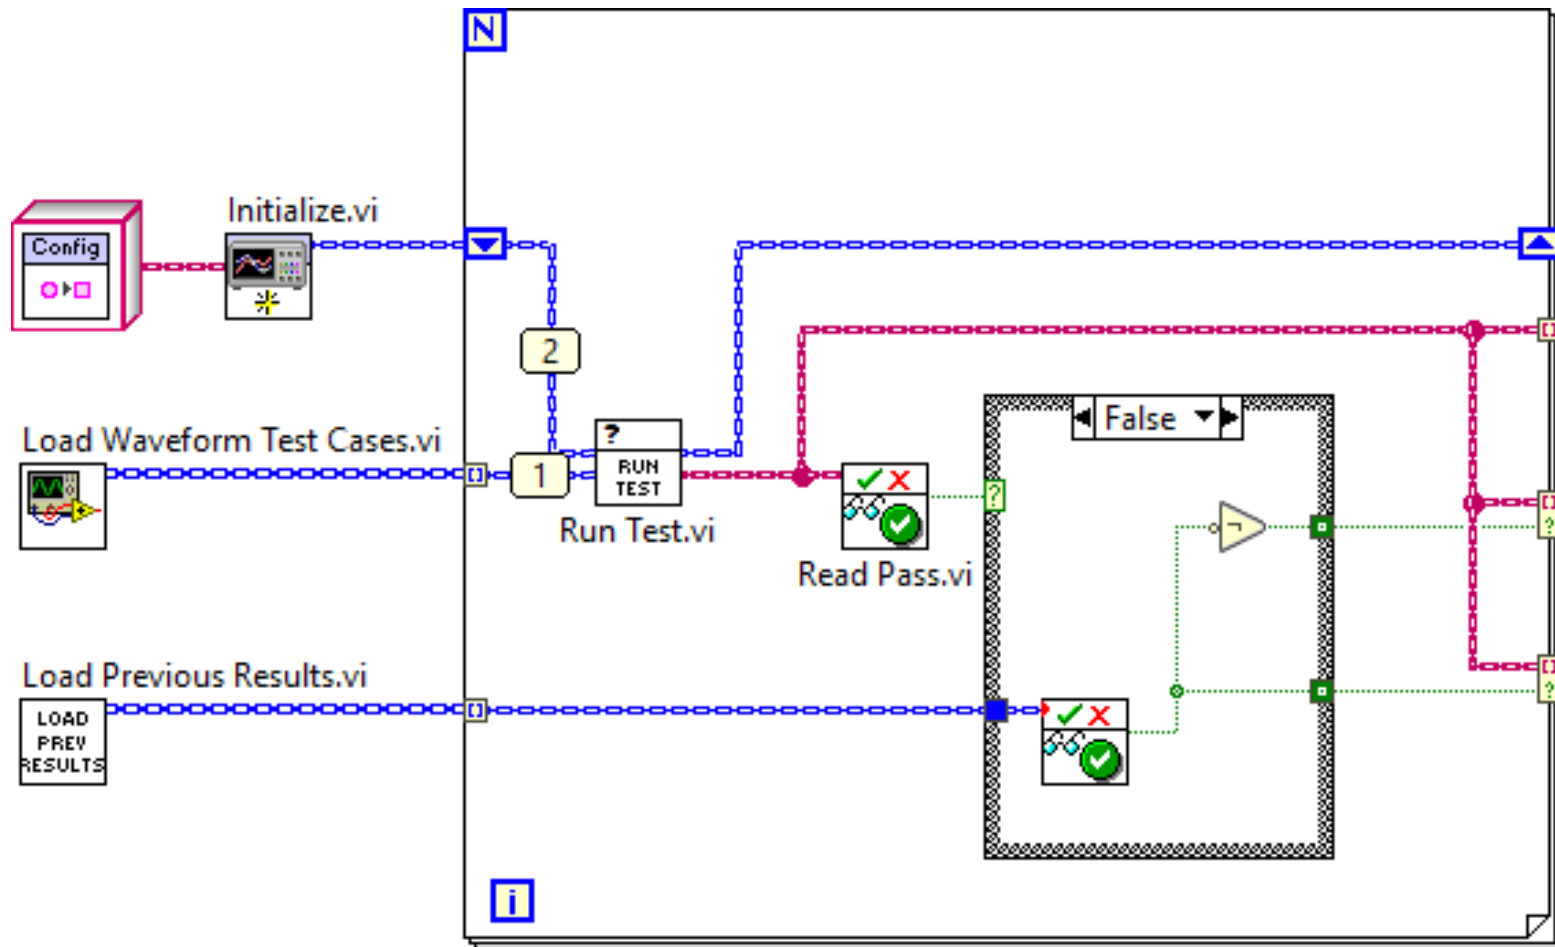 N
Initialize.vi
Config
2
Load Waveform Test Cases.vi
False
?
1
RUN
TEST
?
[]
[]
?
Run Test.vi
Read Pass.vi
[]
?
Load Previous Results.vi
LOAD
PREV
RESULTS
i